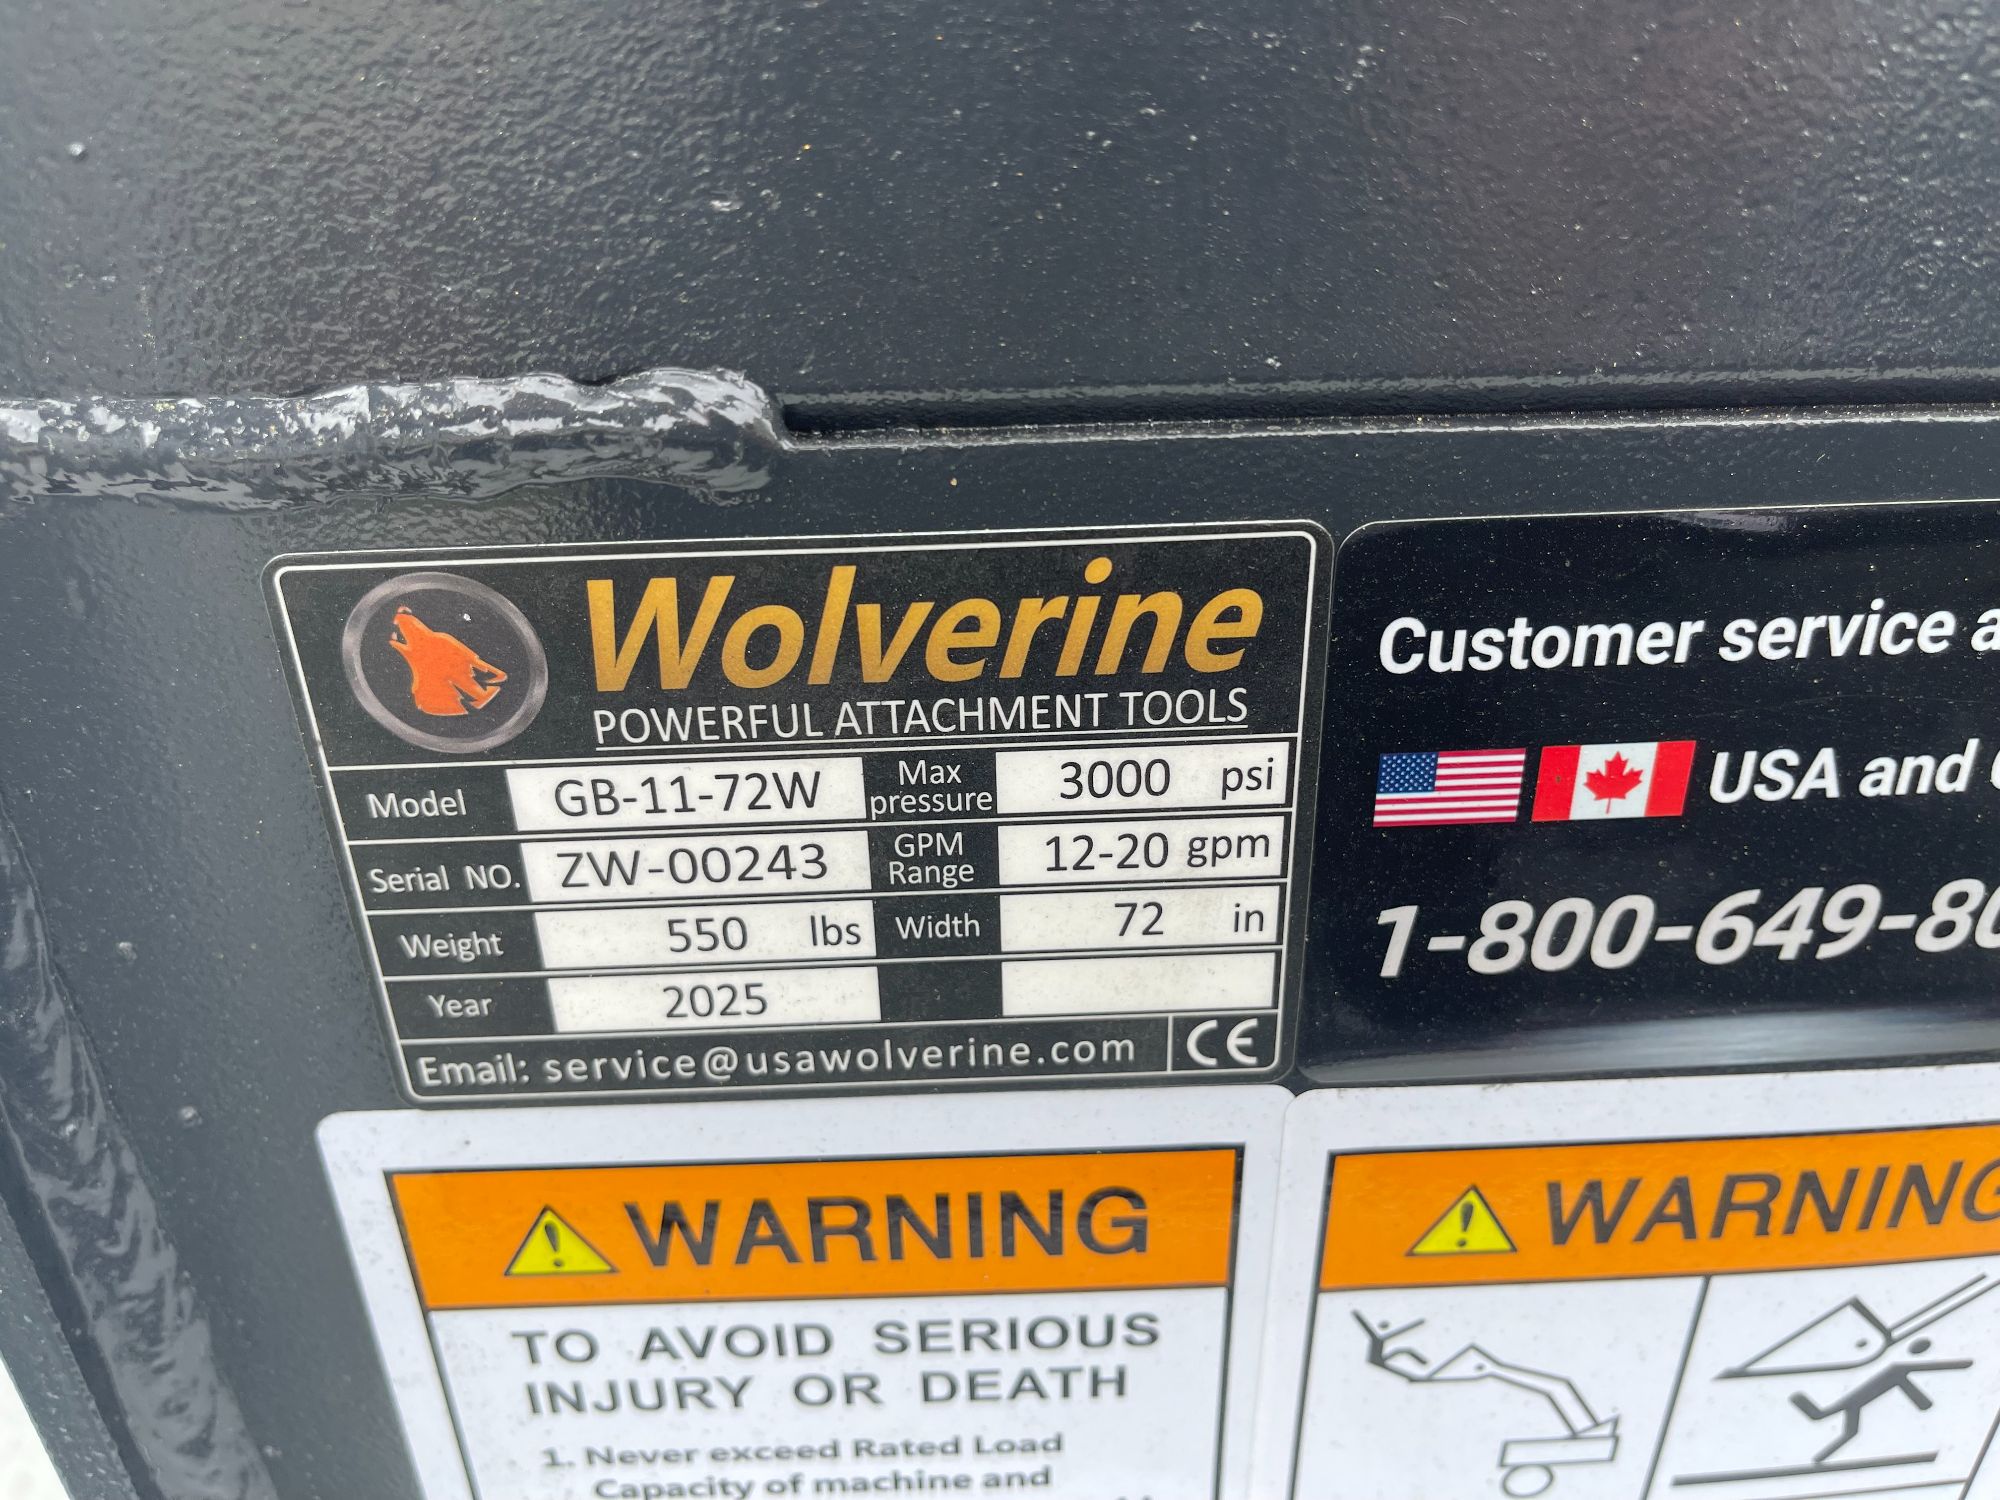 Wolverine
POWERFUL ATTACHMENT TOOLS
Model GB-11-72W Max pressure 3000 psi
Serial NO. ZW-00243 GPM Range 12-20 gpm
Weight 550 lbs Width 72 in
Year 2025
Email: service@usawolverine.com CE
Customer service
USA and
1-800-649-8
WARNING
TO AVOID SERIOUS
INJURY OR DEATH
1. Never exceed Rated Load
Capacity of machine and
WARNING